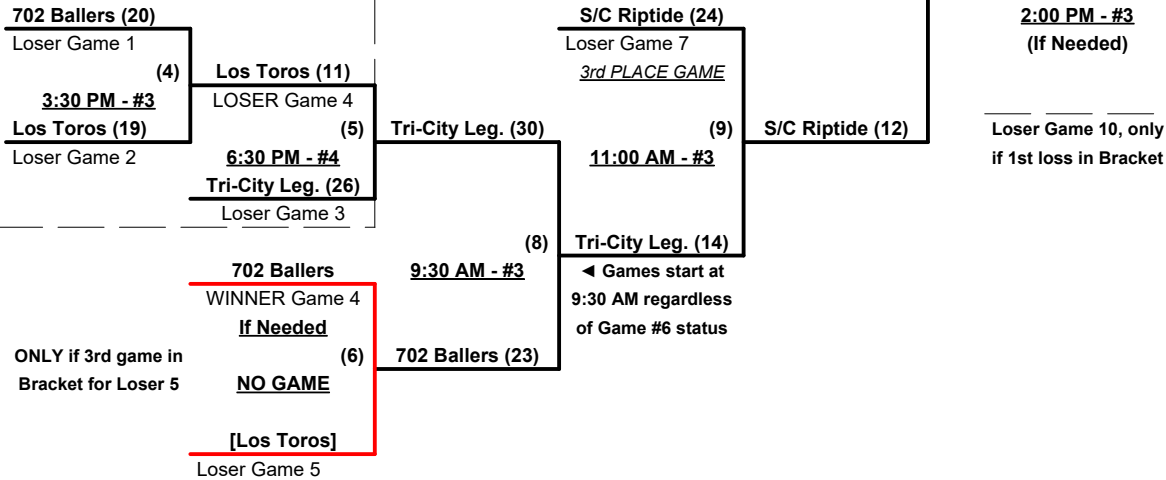 702 Ballers (20)
Loser Game 1
(4)
3:30 PM - #3
Los Toros (19)
Loser Game 2
Los Toros (11)
LOSER Game 4
(5)
6:30 PM - #4
Tri-City Leg. (26)
Loser Game 3
702 Ballers
WINNER Game 4
If Needed
ONLY if 3rd game in
Bracket for Loser 5
(6)
NO GAME
[Los Toros]
Loser Game 5
Tri-City Leg. (30)
(8)
9:30 AM - #3
702 Ballers (23)
S/C Riptide (24)
Loser Game 7
3rd PLACE GAME
(9)
11:00 AM - #3
Tri-City Leg. (14)
◄ Games start at
9:30 AM regardless
of Game #6 status
S/C Riptide (12)
2:00 PM - #3
(If Needed)
Loser Game 10, only
if 1st loss in Bracket